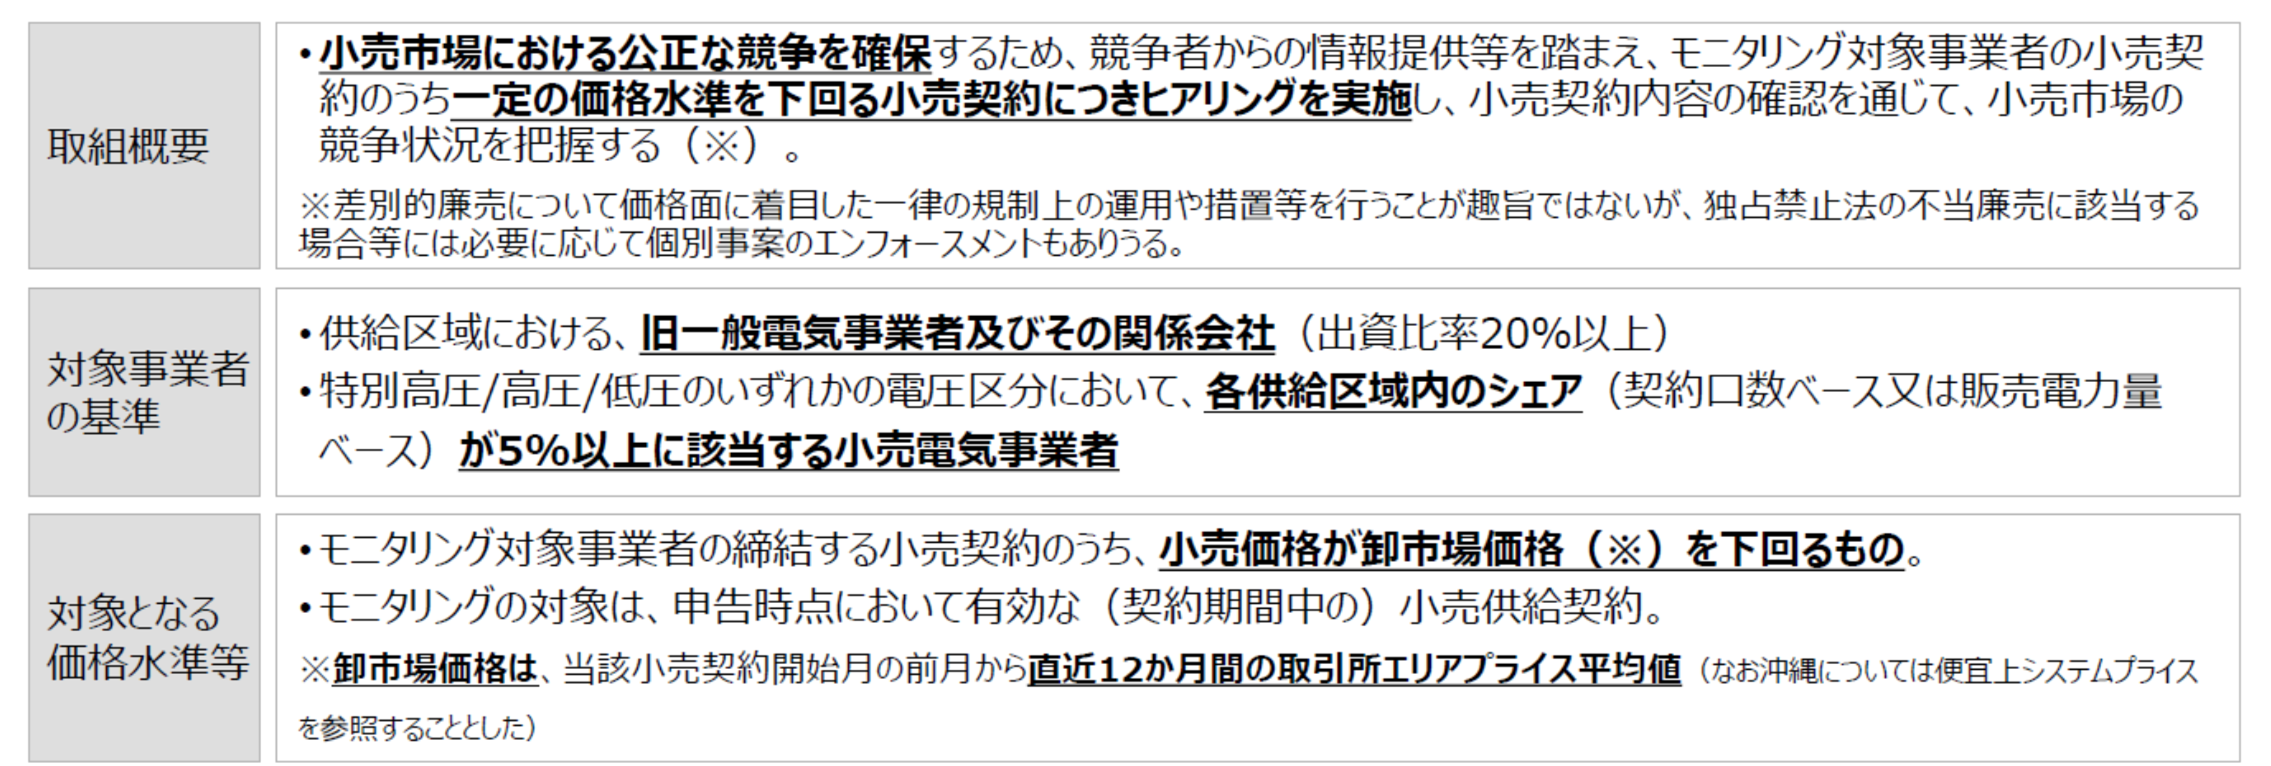 取組概要
・小売市場における公正な競争を確保するため、競争者からの情報提供等を踏まえ、モニタリング対象事業者の小売契
約のうち一定の価格水準を下回る小売契約につきヒアリングを実施し、小売契約内容の確認を通じて、小売市場の
競争状況を把握する（※）。
※差別的廉売について価格面に着目した一律の規制上の運用や措置等を行うことが趣旨ではないが、独占禁止法の不当廉売に該当する
場合等には必要に応じて個別事案のエンフォースメントもありうる。
対象事業者
の基準
・供給区域における、旧一般電気事業者及びその関係会社（出資比率20%以上）
・特別高圧/高圧/低圧のいずれかの電圧区分において、各供給区域内のシェア（契約口数ベース又は販売電力量
ベース）が5%以上に該当する小売電気事業者
対象となる
価格水準等
・モニタリング対象事業者の締結する小売契約のうち、小売価格が卸市場価格（※）を下回るもの。
・モニタリングの対象は、申告時点において有効な（契約期間中の）小売供給契約。
※卸市場価格は、当該小売契約開始月の前月から直近12か月間の取引所エリアプライス平均値（なお沖縄については便宜上システムプライス
を参照することとした）